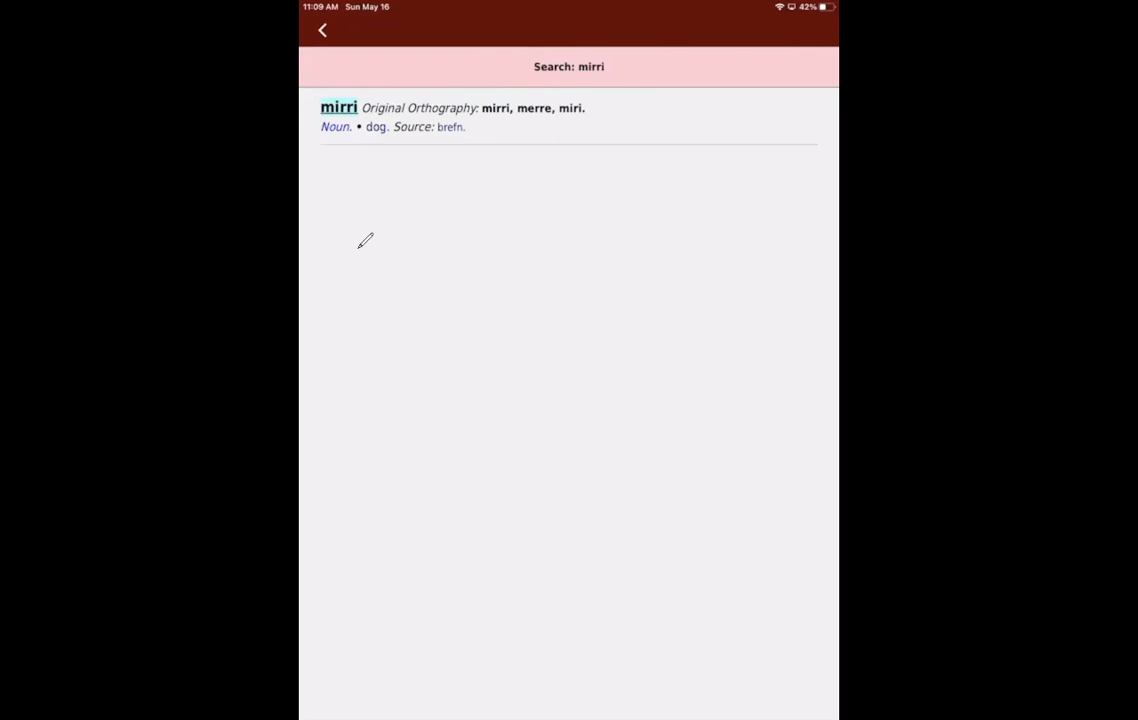 11:09 AM Sun May 16 42%
Search: mirri
mirri Original Orthography: mirri, merre, miri.
Noun. • dog. Source: brefn.